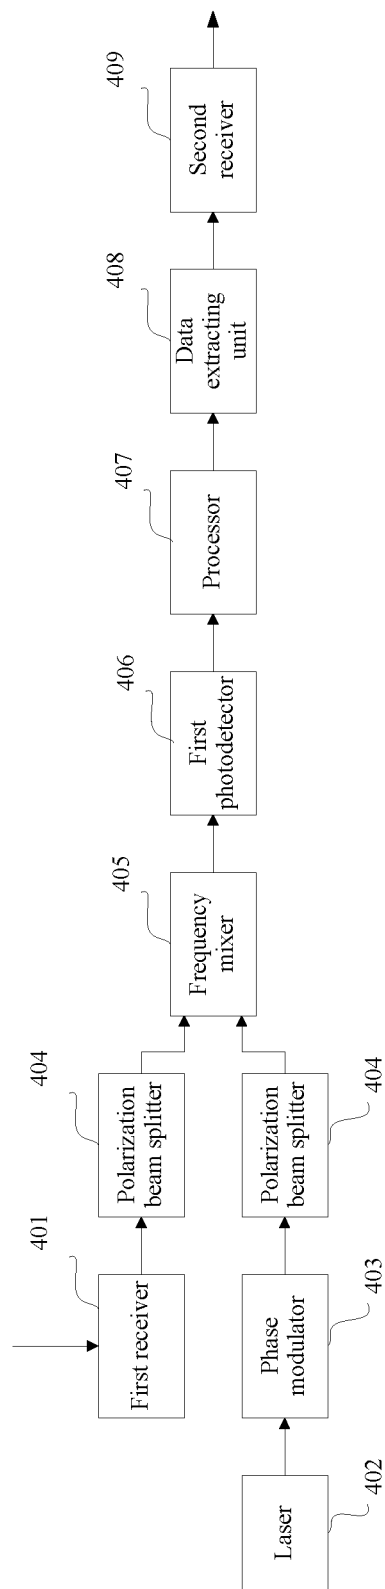 401
First receiver
404
Polarization
beam splitter
402
Laser
403
Phase
modulator
404
Polarization
beam splitter
405
Frequency
mixer
406
First
photodetector
407
Processor
408
Data
extracting
unit
409
Second
receiver